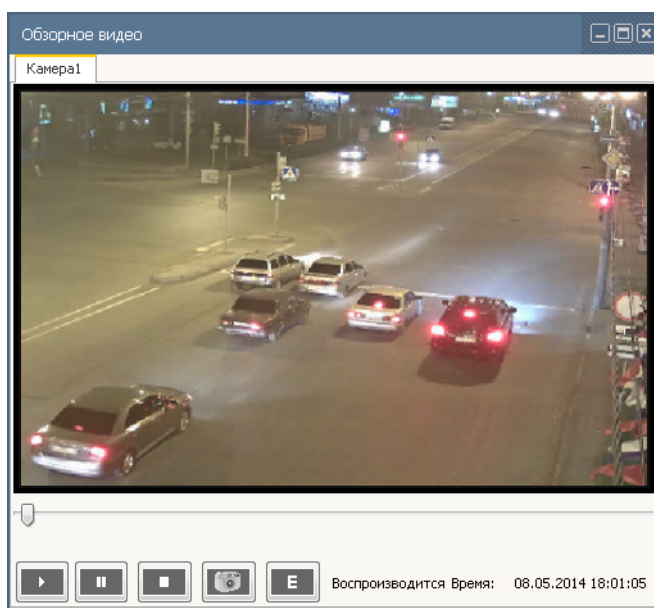 Обзорное видео
Камера1
E
Воспроизводится Время: 08.05.2014 18:01:05